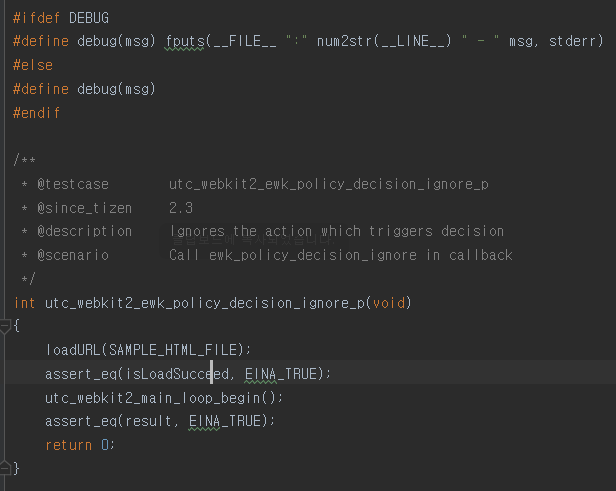 #ifdef DEBUG
#define debug(msg) fputs(__FILE__ ":" num2str(__LINE__) " - " msg, stderr)
#else
#define debug(msg)
#endif
/**
 * @testcase utc_webkit2_ewk_policy_decision_ignore_p
 * @since_tizen 2.3
 * @description Ignores the action which triggers decision
 * @scenario Call ewk_policy_decision_ignore in callback
 */
int utc_webkit2_ewk_policy_decision_ignore_p(void)
{
    loadURL(SAMPLE_HTML_FILE);
    assert_eq(isLoadSucceed, EINA_TRUE);
    utc_webkit2_main_loop_begin();
    assert_eq(result, EINA_TRUE);
    return 0;
}